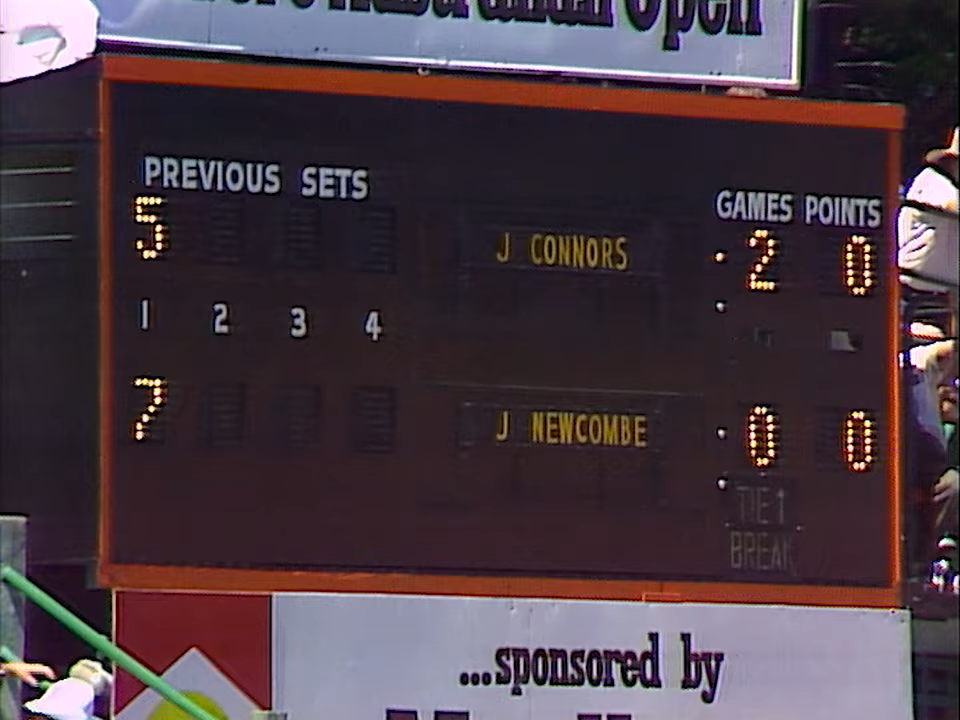 Open
PREVIOUS SETS
GAMES POINTS
5 J CONNORS 2 0
1 2 3 4
7 J NEWCOMBE 0 0
TIE
BREAK
...sponsored by